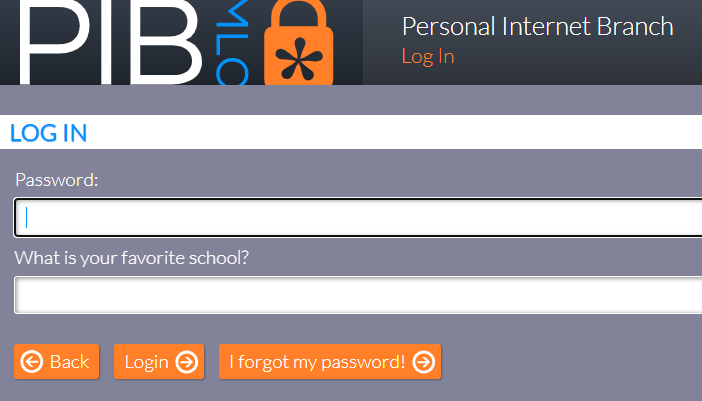 PIB
MLO
Personal Internet Branch
Log In
LOG IN
Password:
What is your favorite school?
Back
Login
I forgot my password!